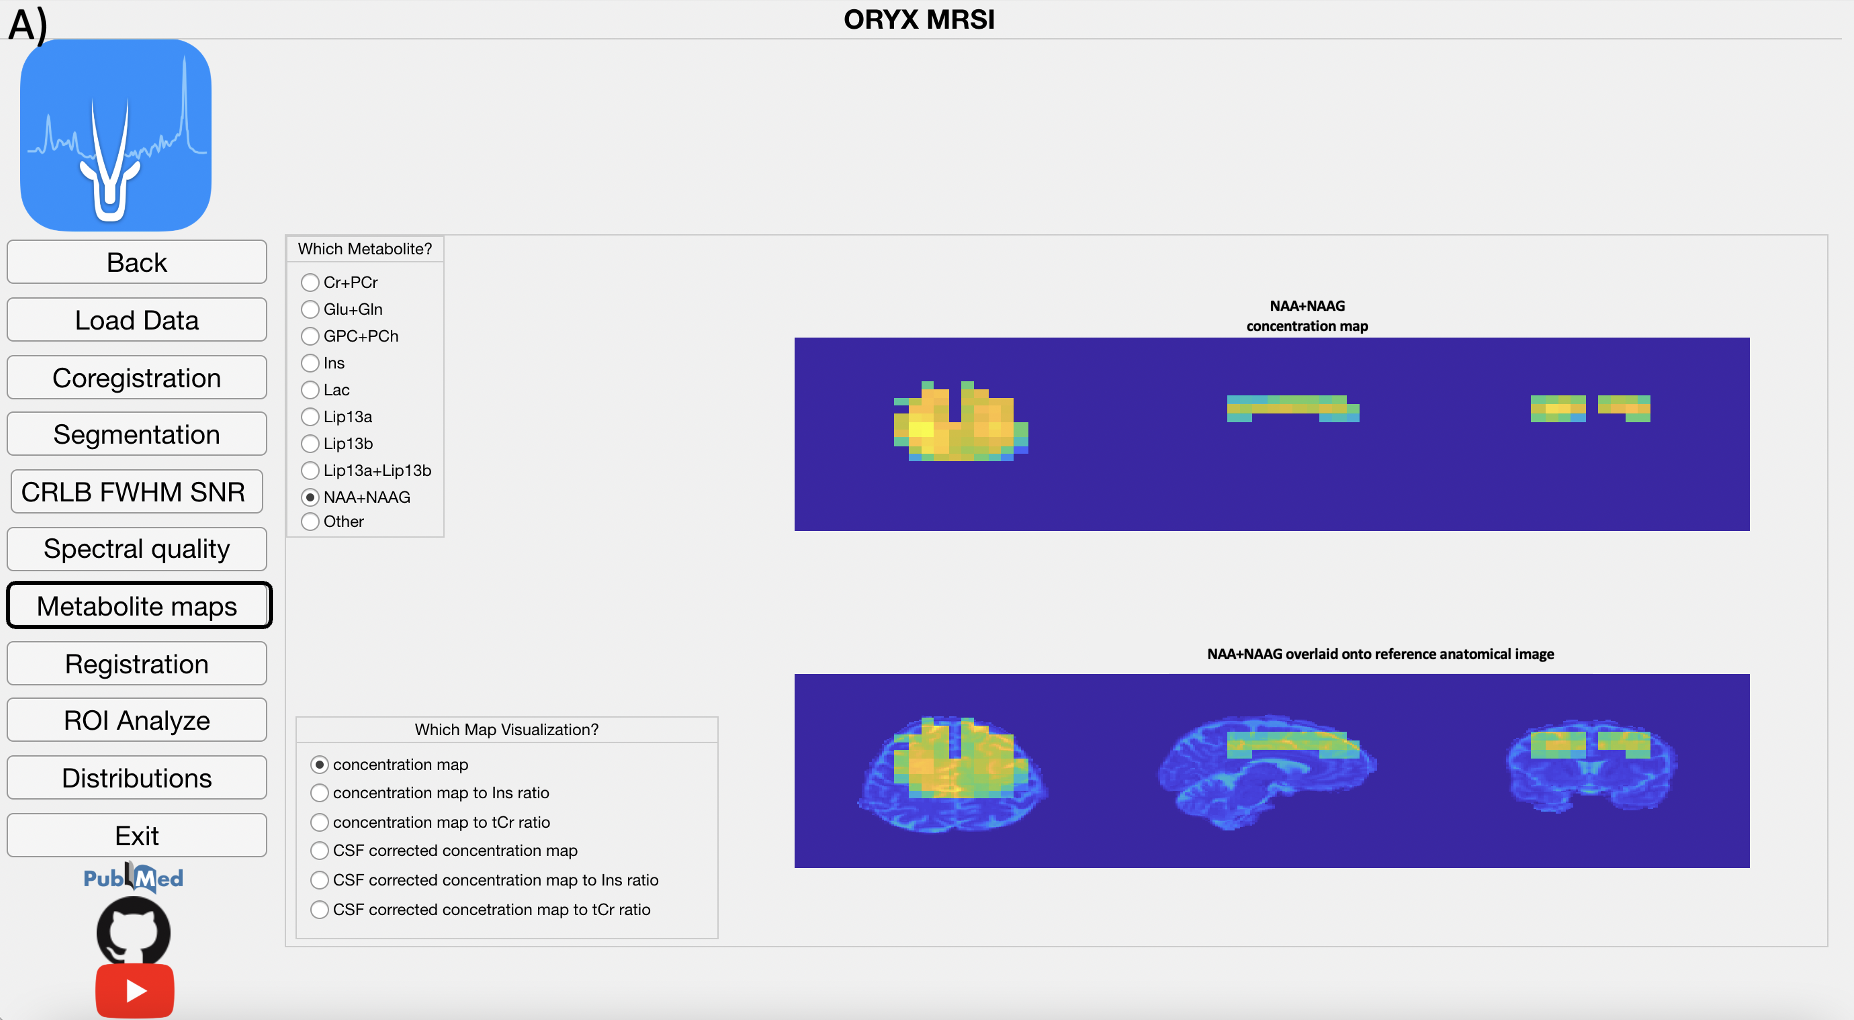 A)
ORYX MRSI
Back
Load Data
Coregistration
Segmentation
CRLB FWHM SNR
Spectral quality
Metabolite maps
Registration
ROI Analyze
Distributions
Exit
PubMed
Which Metabolite?
Cr+PCr
Glu+Gln
GPC+PCh
Ins
Lac
Lip13a
Lip13b
Lip13a+Lip13b
NAA+NAAG
Other
Which Map Visualization?
concentration map
concentration map to Ins ratio
concentration map to tCr ratio
CSF corrected concentration map
CSF corrected concentration map to Ins ratio
CSF corrected concetration map to tCr ratio
NAA+NAAG
concentration map
NAA+NAAG overlaid onto reference anatomical image